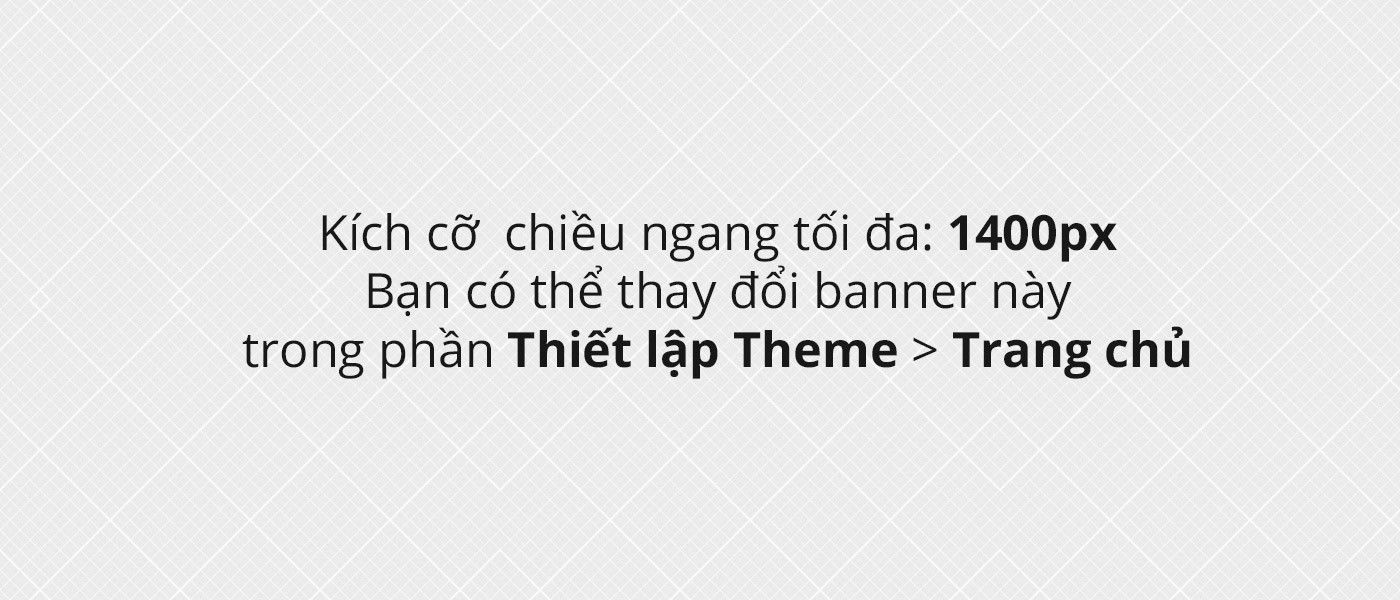 Kích cỡ chiều ngang tối đa: 1400px
Bạn có thể thay đổi banner này
trong phần Thiết lập Theme > Trang chủ